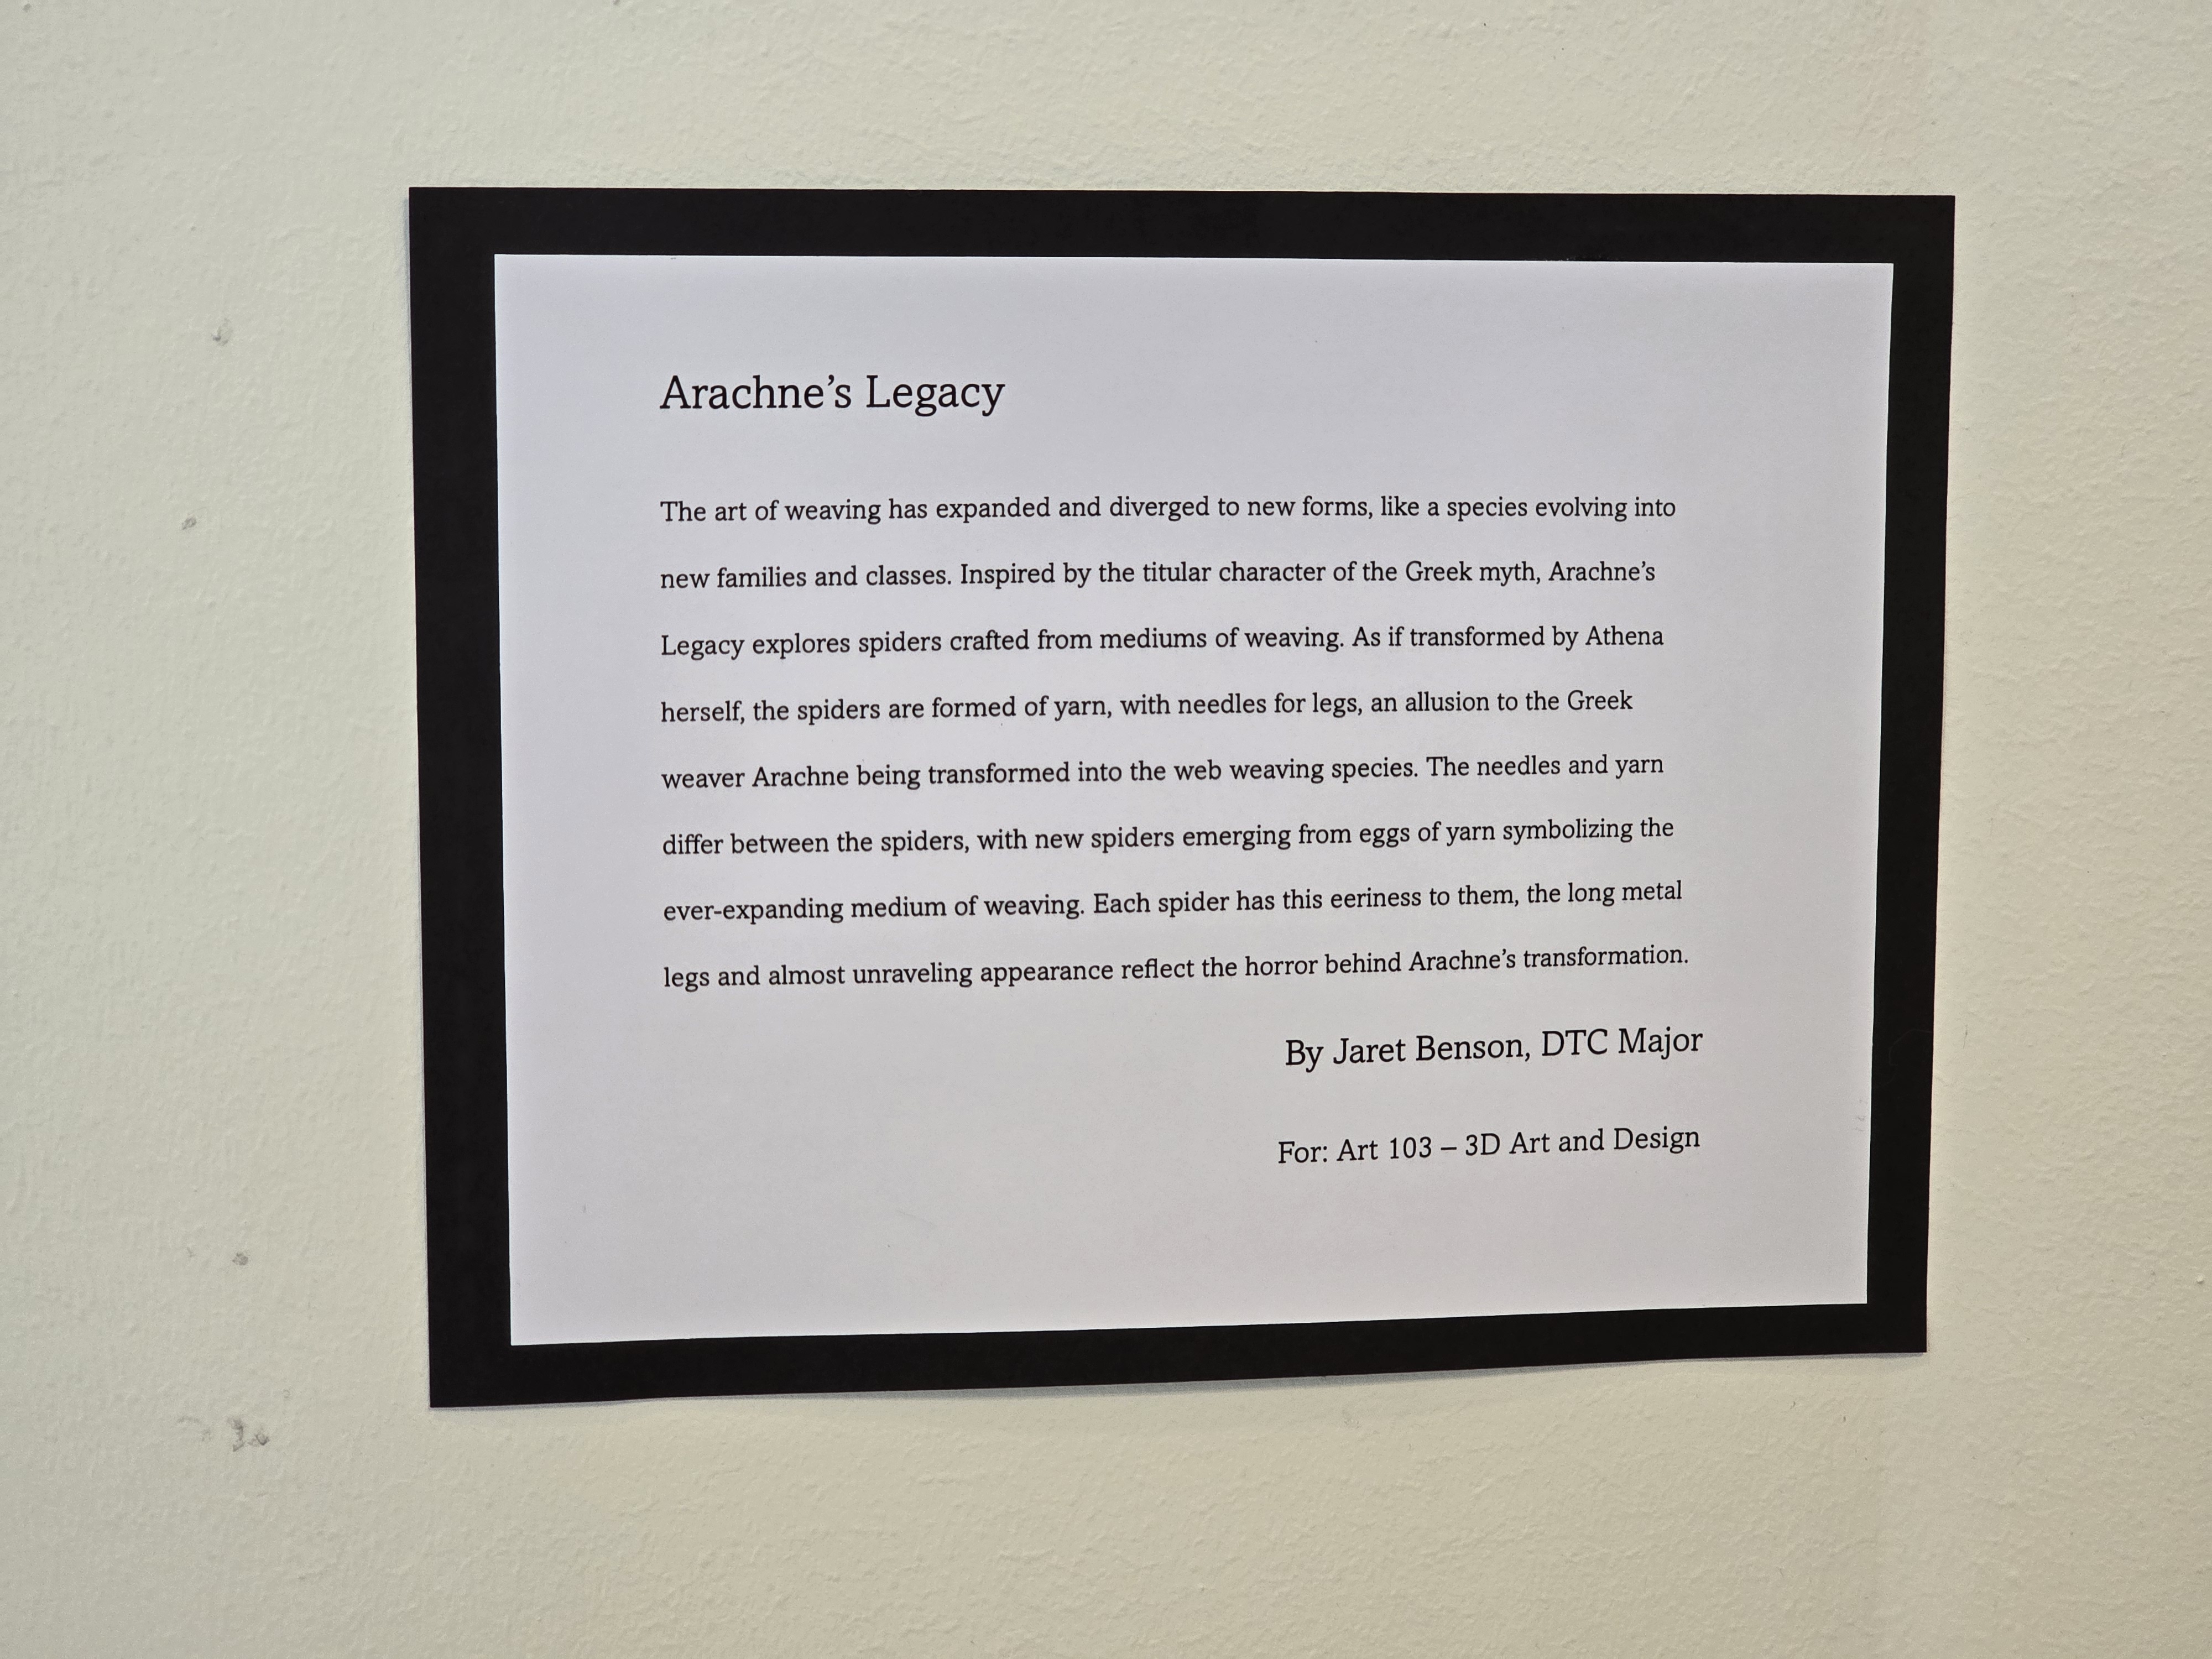 Arachne’s Legacy
The art of weaving has expanded and diverged to new forms, like a species evolving into
new families and classes. Inspired by the titular character of the Greek myth, Arachne’s
Legacy explores spiders crafted from mediums of weaving. As if transformed by Athena
herself, the spiders are formed of yarn, with needles for legs, an allusion to the Greek
weaver Arachne being transformed into the web weaving species. The needles and yarn
differ between the spiders, with new spiders emerging from eggs of yarn symbolizing the
ever-expanding medium of weaving. Each spider has this eeriness to them, the long metal
legs and almost unraveling appearance reflect the horror behind Arachne’s transformation.
By Jaret Benson, DTC Major
For: Art 103 – 3D Art and Design